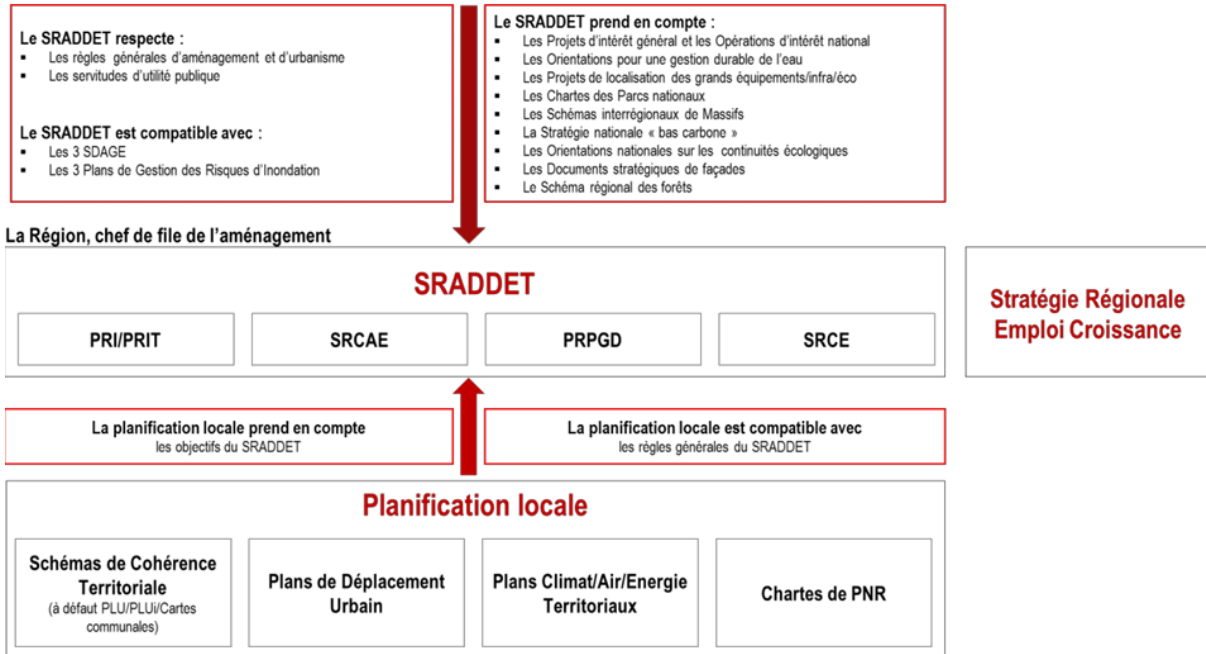 Le SRADDET respecte :
▪ Les règles générales d'aménagement et d'urbanisme
▪ Les servitudes d'utilité publique
Le SRADDET est compatible avec :
▪ Les 3 SDAGE
▪ Les 3 Plans de Gestion des Risques d'Inondation
Le SRADDET prend en compte :
▪ Les Projets d'intérêt général et les Opérations d'intérêt national
▪ Les Orientations pour une gestion durable de l'eau
▪ Les Projets de localisation des grands équipements/infra/éco
▪ Les Chartes des Parcs nationaux
▪ Les Schémas interrégionaux de Massifs
▪ La Stratégie nationale « bas carbone »
▪ Les Orientations nationales sur les continuités écologiques
▪ Les Documents stratégiques de façades
▪ Le Schéma régional des forêts
La Région, chef de file de l'aménagement
SRADDET
PRI/PRIT
SRCAE
PRPGD
SRCE
Stratégie Régionale
Emploi Croissance
La planification locale prend en compte
les objectifs du SRADDET
La planification locale est compatible avec
les règles générales du SRADDET
Planification locale
Schémas de Cohérence
Territoriale
(à défaut PLU/PLUi/Cartes
communales)
Plans de Déplacement
Urbain
Plans Climat/Air/Energie
Territoriaux
Chartes de PNR